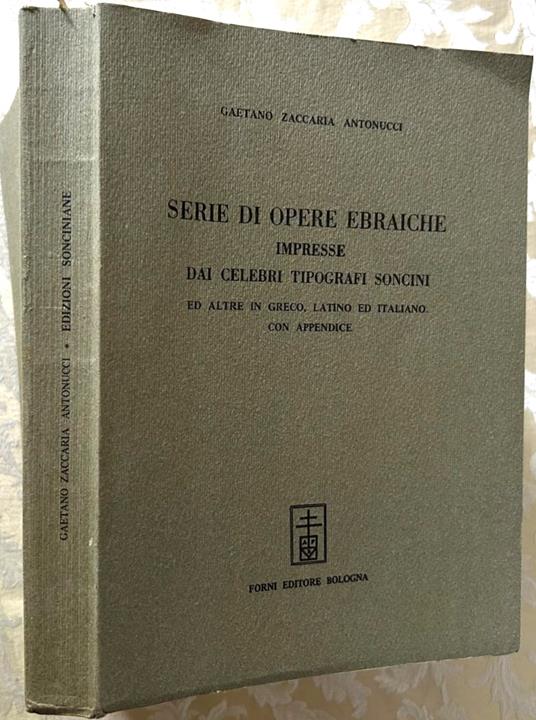 GAETANO ZACCARIA ANTONUCCI
SERIE DI OPERE EBRAICHE
IMPRESSE
DAI CELEBRI TIPOGRAFI SONCINI
ED ALTRE IN GRECO, LATINO ED ITALIANO.
CON APPENDICE
A F
FORNI EDITORE BOLOGNA
GAETANO ZACCARIA ANTONUCCI • EDIZIONI SONCINIANE